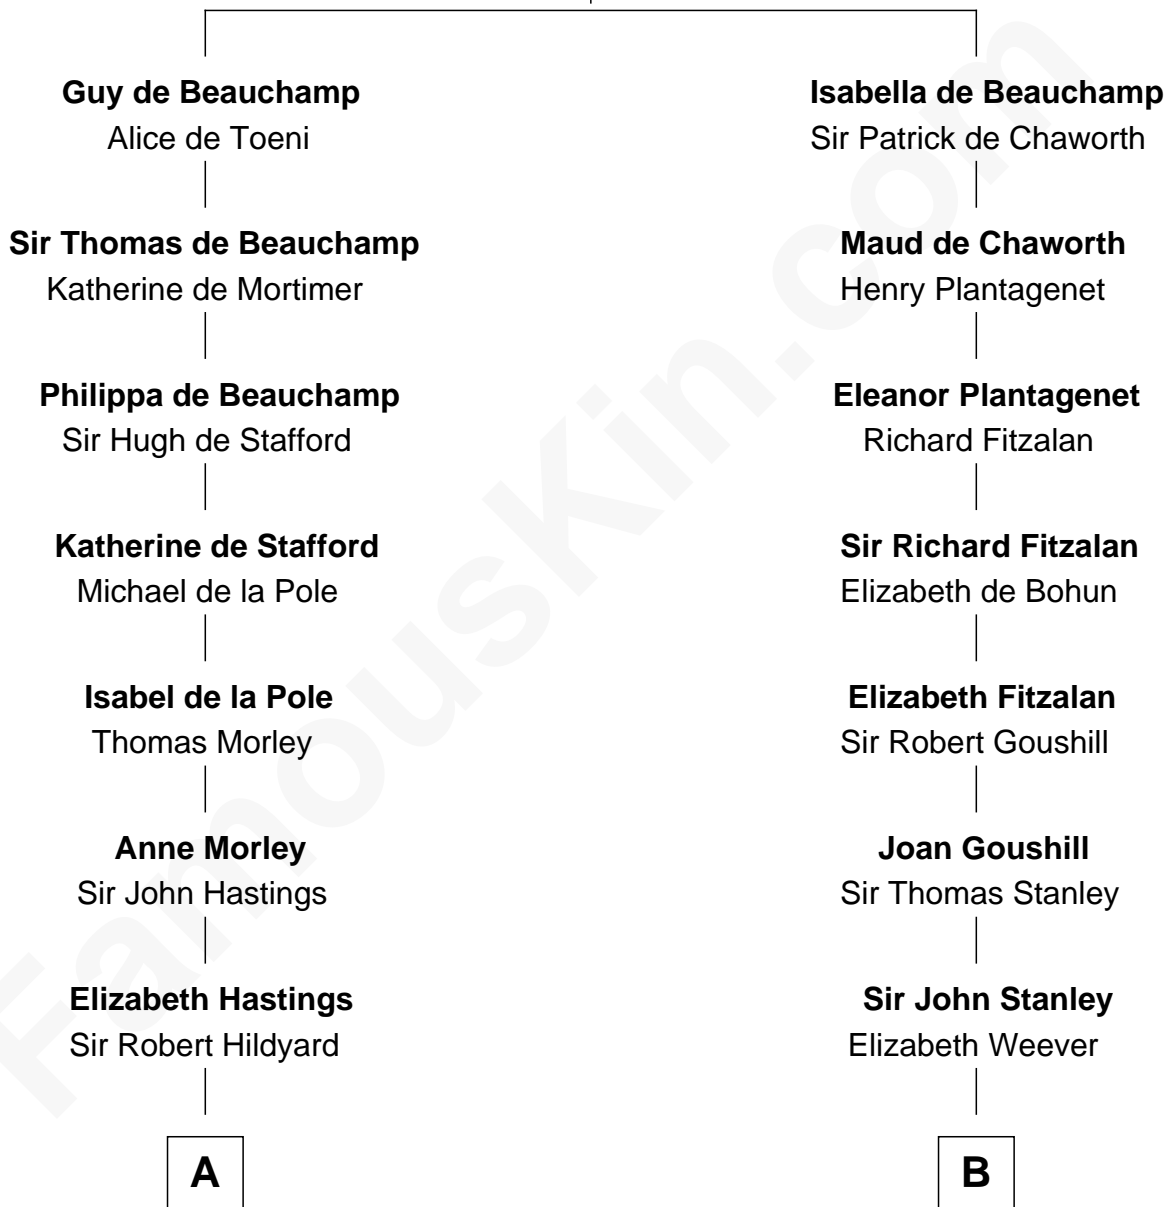 Guy de Beauchamp
Alice de Toeni
Sir Thomas de Beauchamp
Katherine de Mortimer
Philippa de Beauchamp
Sir Hugh de Stafford
Katherine de Stafford
Michael de la Pole
Isabel de la Pole
Thomas Morley
Anne Morley
Sir John Hastings
Elizabeth Hastings
Sir Robert Hildyard
A
Isabella de Beauchamp
Sir Patrick de Chaworth
Maud de Chaworth
Henry Plantagenet
Eleanor Plantagenet
Richard Fitzalan
Sir Richard Fitzalan
Elizabeth de Bohun
Elizabeth Fitzalan
Sir Robert Goushill
Joan Goushill
Sir Thomas Stanley
Sir John Stanley
Elizabeth Weever
B
FamousKin.com